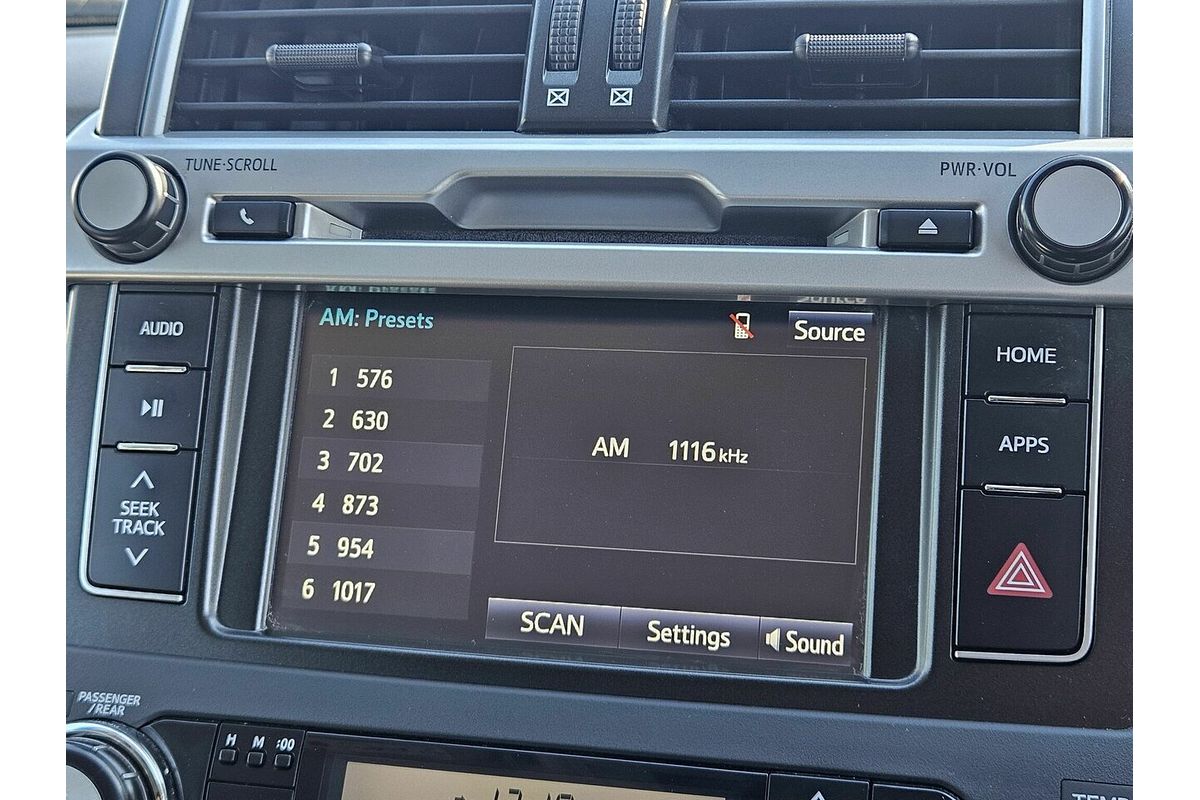 TUNE·SCROLL
PWR·VOL
AUDIO
SEEK
TRACK
AM: Presets
Source
1 576
2 630
3 702
4 873
5 954
6 1017
AM 1116 kHz
SCAN
Settings
Sound
HOME
APPS
PASSENGER
/REAR
H M :00